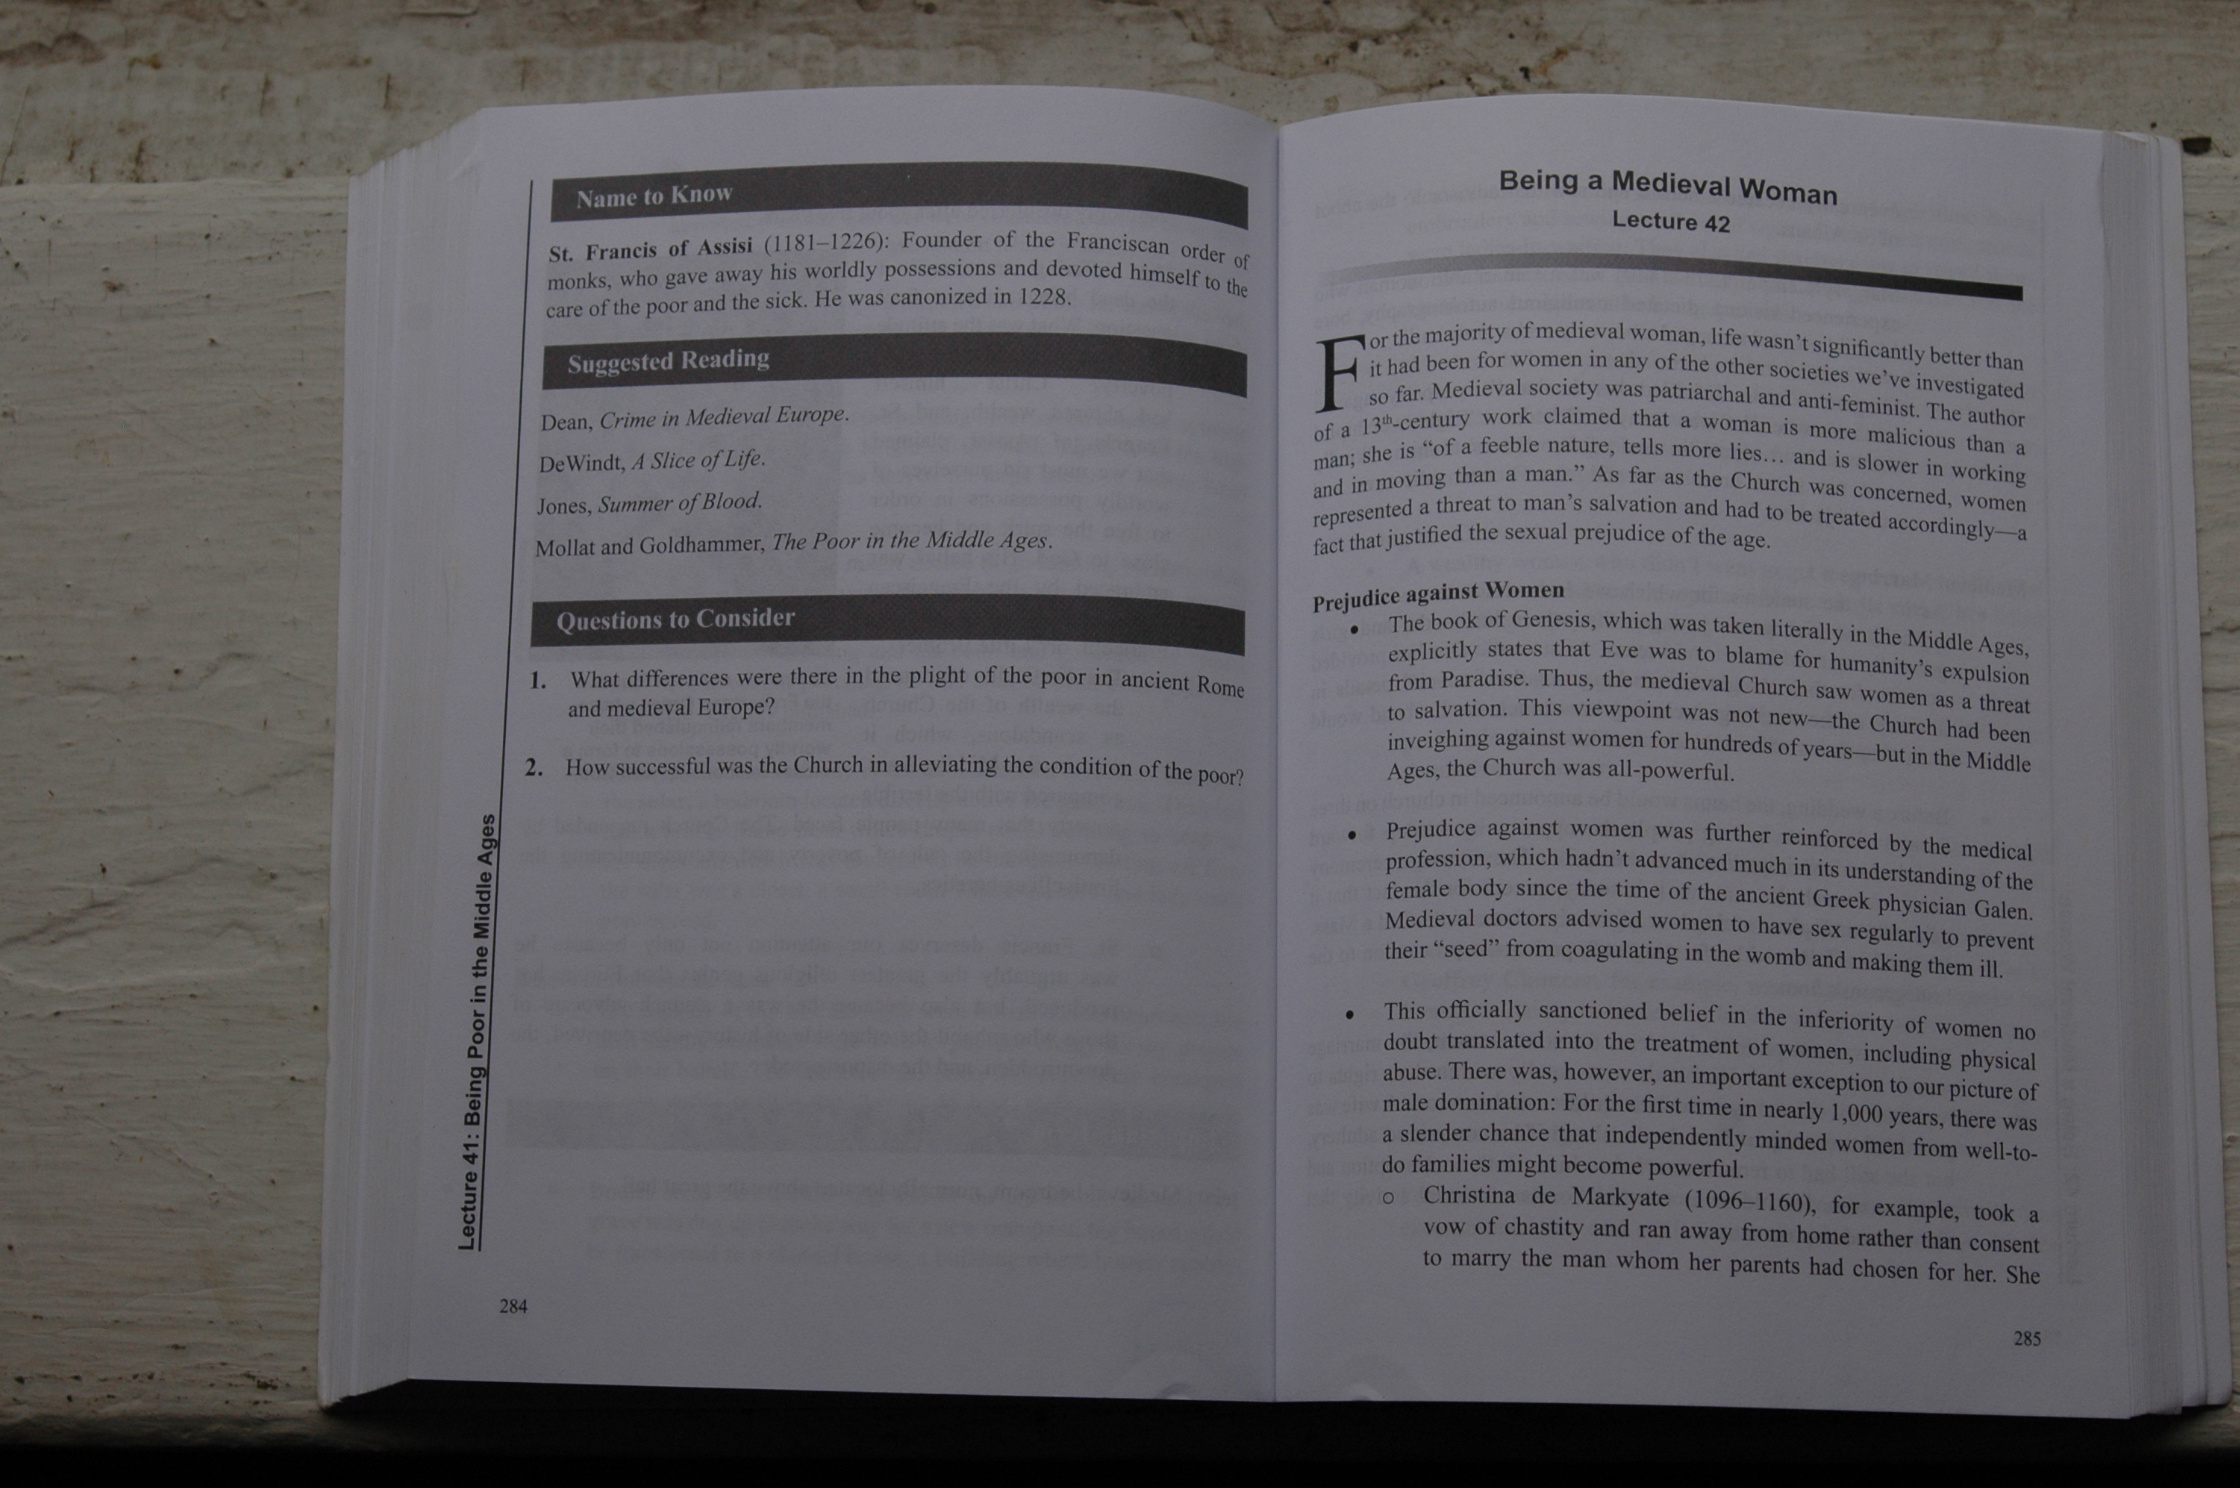 Name to Know
St. Francis of Assisi (1181–1226): Founder of the Franciscan order of
monks, who gave away his worldly possessions and devoted himself to the
care of the poor and the sick. He was canonized in 1228.
Suggested Reading
Dean, Crime in Medieval Europe.
DeWindt, A Slice of Life.
Jones, Summer of Blood.
Mollat and Goldhammer, The Poor in the Middle Ages.
Questions to Consider
1. What differences were there in the plight of the poor in ancient Rome
and medieval Europe?
2. How successful was the Church in alleviating the condition of the poor?
Lecture 41: Being Poor in the Middle Ages
284
Being a Medieval Woman
Lecture 42
For the majority of medieval woman, life wasn't significantly better than
it had been for women in any of the other societies we've investigated
so far. Medieval society was patriarchal and anti-feminist. The author
of a 13th-century work claimed that a woman is more malicious than a
man; she is “of a feeble nature, tells more lies… and is slower in working
and in moving than a man.” As far as the Church was concerned, women
represented a threat to man's salvation and had to be treated accordingly—a
fact that justified the sexual prejudice of the age.
Prejudice against Women
• The book of Genesis, which was taken literally in the Middle Ages,
explicitly states that Eve was to blame for humanity's expulsion
from Paradise. Thus, the medieval Church saw women as a threat
to salvation. This viewpoint was not new—the Church had been
inveighing against women for hundreds of years—but in the Middle
Ages, the Church was all-powerful.
• Prejudice against women was further reinforced by the medical
profession, which hadn't advanced much in its understanding of the
female body since the time of the ancient Greek physician Galen.
Medieval doctors advised women to have sex regularly to prevent
their “seed” from coagulating in the womb and making them ill.
• This officially sanctioned belief in the inferiority of women no
doubt translated into the treatment of women, including physical
abuse. There was, however, an important exception to our picture of
male domination: For the first time in nearly 1,000 years, there was
a slender chance that independently minded women from well-to-
do families might become powerful.
o Christina de Markyate (1096–1160), for example, took a
vow of chastity and ran away from home rather than consent
to marry the man whom her parents had chosen for her. She
285